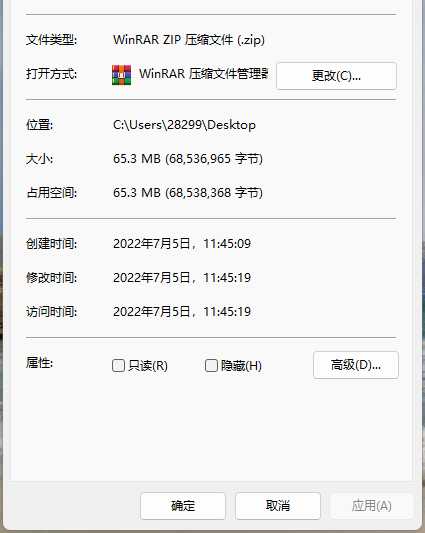 文件类型: WinRAR ZIP 压缩文件 (.zip)
打开方式: WinRAR 压缩文件管理器 更改(C)...
位置: C:\Users\28299\Desktop
大小: 65.3 MB (68,536,965 字节)
占用空间: 65.3 MB (68,538,368 字节)
创建时间: 2022年7月5日，11:45:09
修改时间: 2022年7月5日，11:45:19
访问时间: 2022年7月5日，11:45:19
属性: 只读(R) 隐藏(H) 高级(D)...
确定 取消 应用(A)